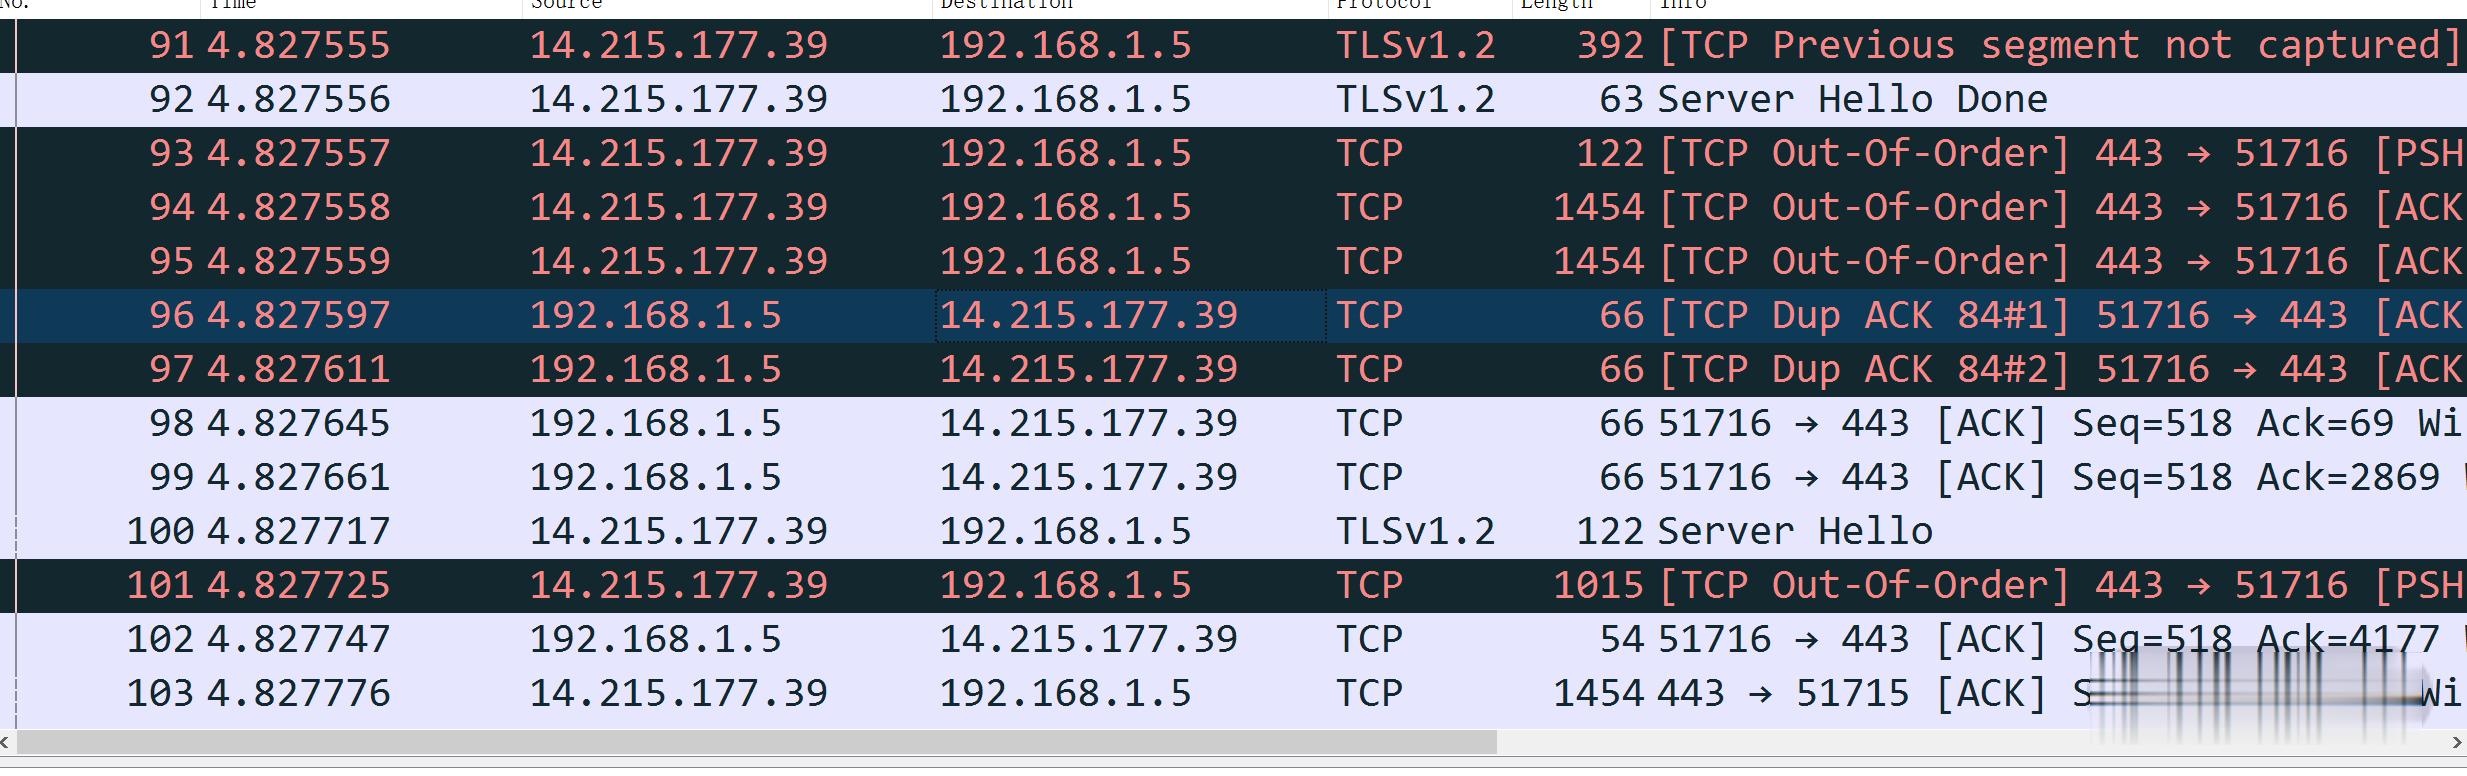 No. Time Source Destination Protocol Length Info
91 4.827555 14.215.177.39 192.168.1.5 TLSv1.2 392 [TCP Previous segment not captured]
92 4.827556 14.215.177.39 192.168.1.5 TLSv1.2 63 Server Hello Done
93 4.827557 14.215.177.39 192.168.1.5 TCP 122 [TCP Out-Of-Order] 443 → 51716 [PSH
94 4.827558 14.215.177.39 192.168.1.5 TCP 1454 [TCP Out-Of-Order] 443 → 51716 [ACK
95 4.827559 14.215.177.39 192.168.1.5 TCP 1454 [TCP Out-Of-Order] 443 → 51716 [ACK
96 4.827597 192.168.1.5 14.215.177.39 TCP 66 [TCP Dup ACK 84#1] 51716 → 443 [ACK
97 4.827611 192.168.1.5 14.215.177.39 TCP 66 [TCP Dup ACK 84#2] 51716 → 443 [ACK
98 4.827645 192.168.1.5 14.215.177.39 TCP 66 51716 → 443 [ACK] Seq=518 Ack=69 Wi
99 4.827661 192.168.1.5 14.215.177.39 TCP 66 51716 → 443 [ACK] Seq=518 Ack=2869
100 4.827717 14.215.177.39 192.168.1.5 TLSv1.2 122 Server Hello
101 4.827725 14.215.177.39 192.168.1.5 TCP 1015 [TCP Out-Of-Order] 443 → 51716 [PSH
102 4.827747 192.168.1.5 14.215.177.39 TCP 54 51716 → 443 [ACK] Seq=518 Ack=4177
103 4.827776 14.215.177.39 192.168.1.5 TCP 1454 443 → 51715 [ACK] Wi